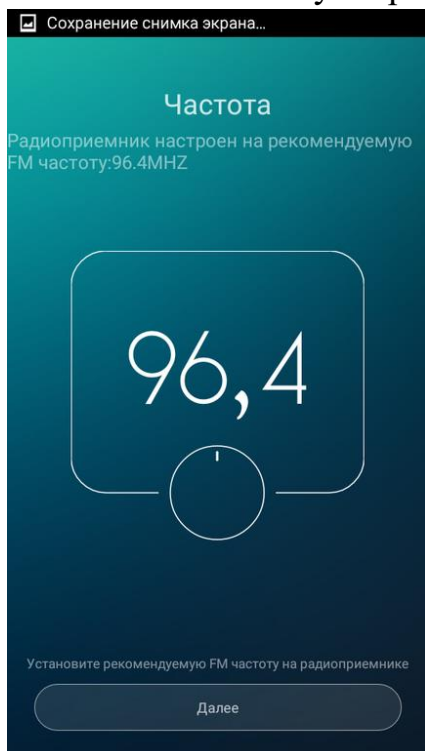 Сохранение снимка экрана...
Частота
Радиоприемник настроен на рекомендуемую
FM частоту:96.4MHZ
96,4
Установите рекомендуемую FM частоту на радиоприемнике
Далее